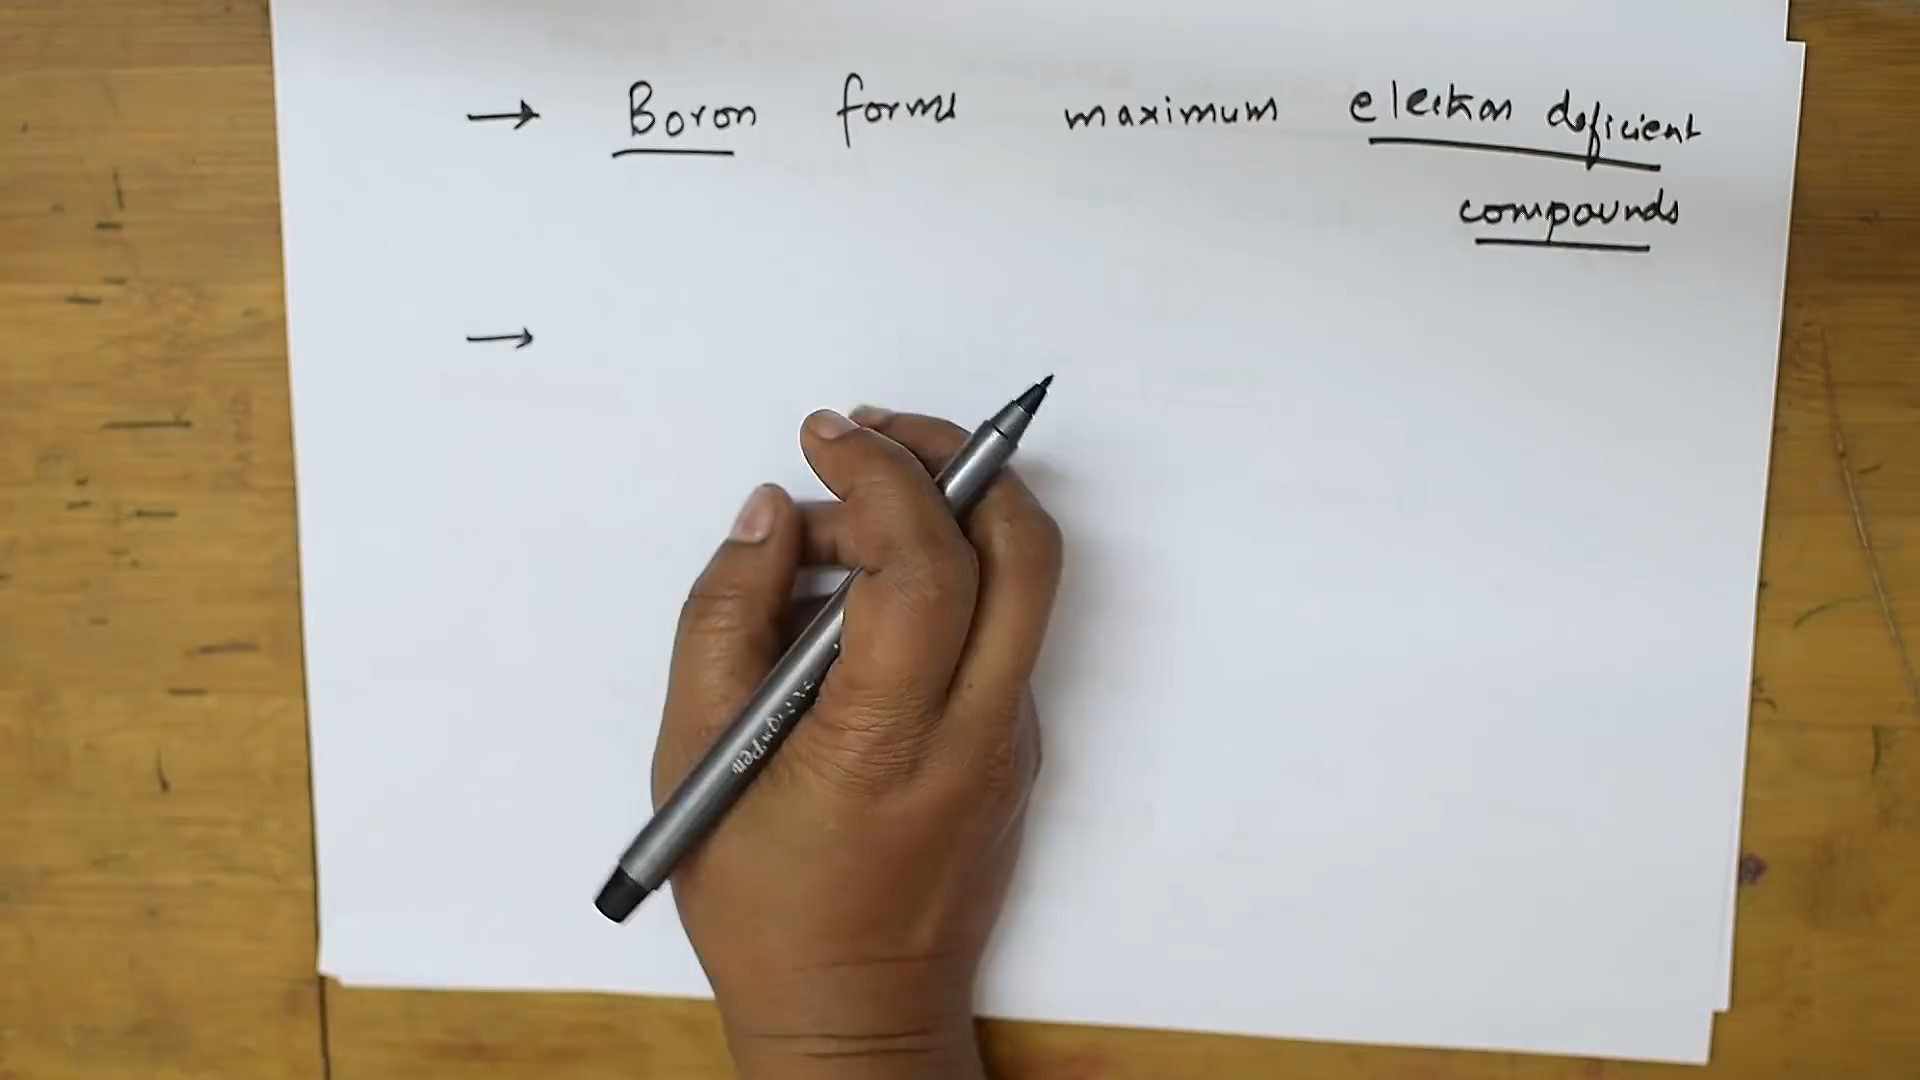 → Boron forms maximum electron deficient
compounds
→